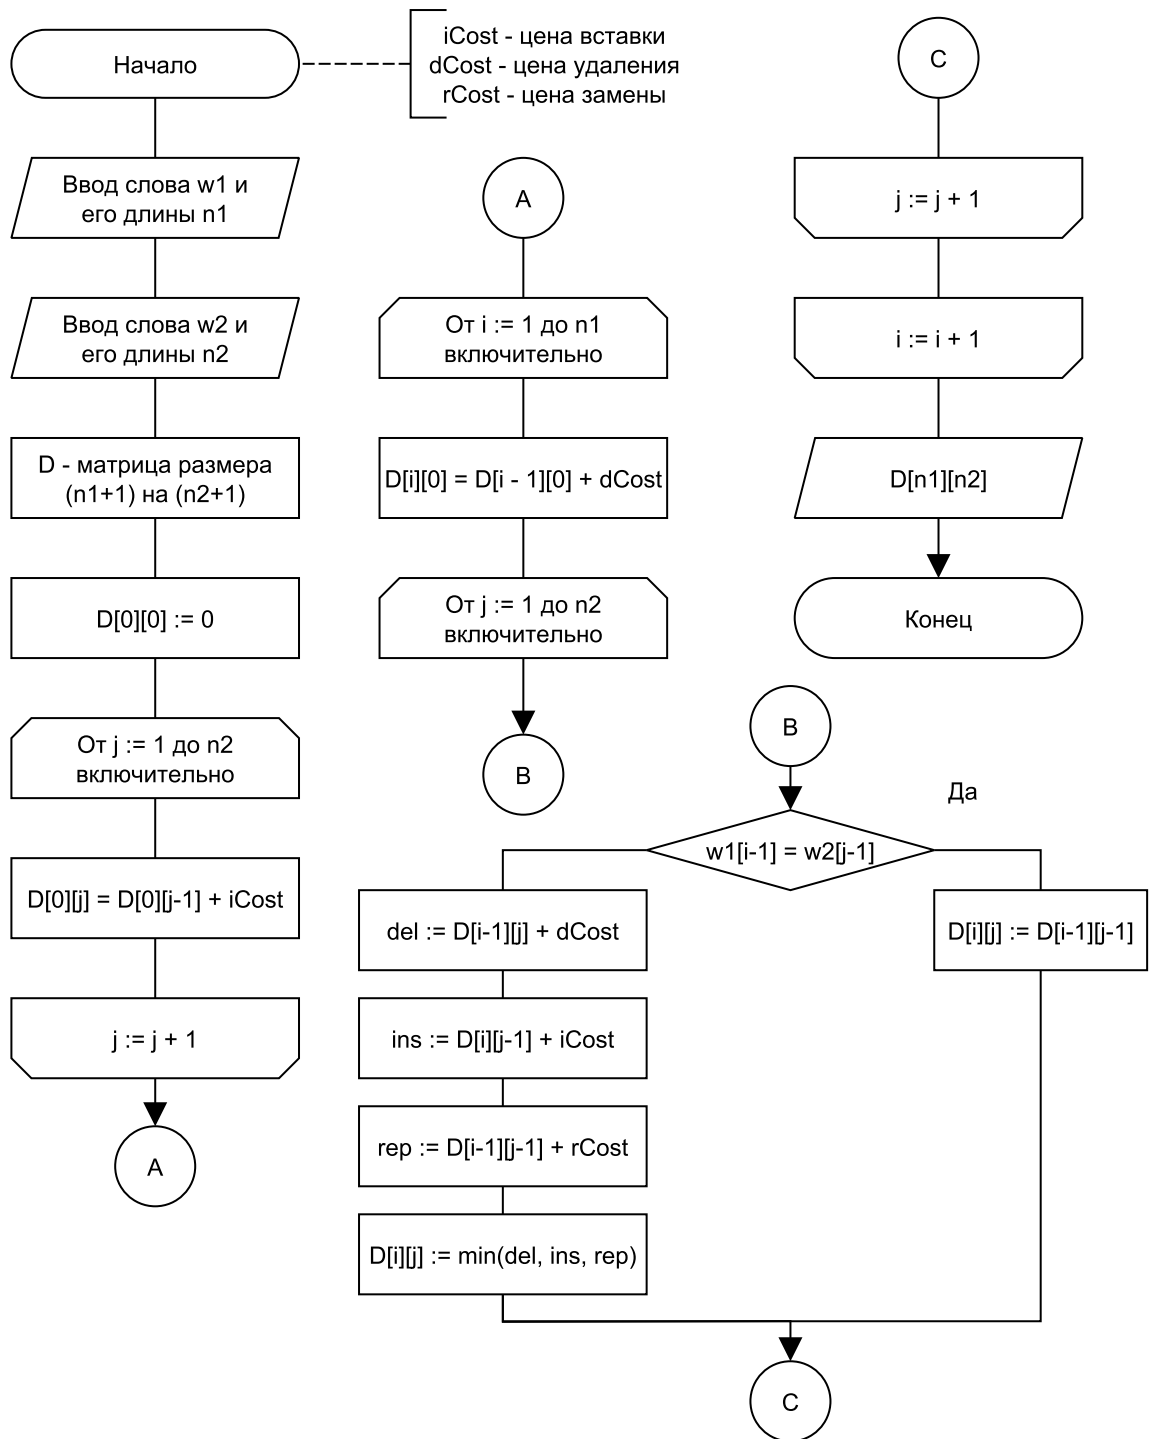 Начало
iCost - цена вставки
dCost - цена удаления
rCost - цена замены
Ввод слова w1 и
его длины n1
Ввод слова w2 и
его длины n2
D - матрица размера
(n1+1) на (n2+1)
D[0][0] := 0
От j := 1 до n2
включительно
D[0][j] = D[0][j-1] + iCost
j := j + 1
A
A
От i := 1 до n1
включительно
D[i][0] = D[i - 1][0] + dCost
От j := 1 до n2
включительно
B
B
Да
w1[i-1] = w2[j-1]
del := D[i-1][j] + dCost
ins := D[i][j-1] + iCost
rep := D[i-1][j-1] + rCost
D[i][j] := min(del, ins, rep)
D[i][j] := D[i-1][j-1]
C
C
j := j + 1
i := i + 1
D[n1][n2]
Конец